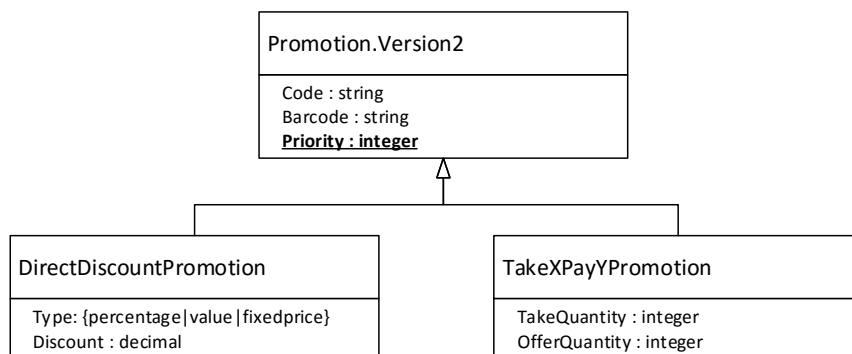 Promotion.Version2
Code : string
Barcode : string
Priority : integer
DirectDiscountPromotion
Type: {percentage|value|fixedprice}
Discount : decimal
TakeXPayYPromotion
TakeQuantity : integer
OfferQuantity : integer